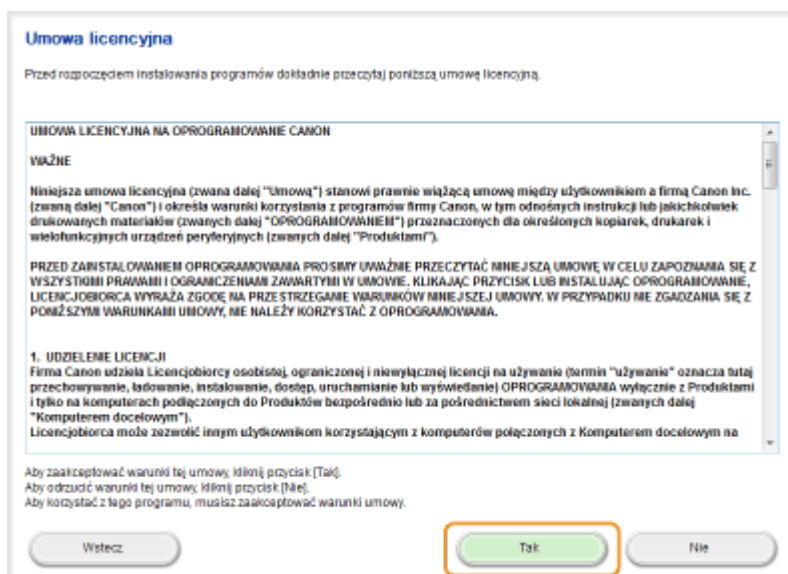 Umowa licencyjna
Przed rozpoczęciem instalowania programów dokładnie przeczytaj poniższą umowę licencyjną.
UMOWA LICENCYJNA NA OPROGRAMOWANIE CANON
WAŻNE
Niniejsza umowa licencyjna (zwana dalej "Umową") stanowi prawnie wiążącą umowę między użytkownikiem a firmą Canon Inc.
(zwaną dalej "Canon") i określa warunki korzystania z programów firmy Canon, w tym odnośnych instrukcji lub jakichkolwiek
drukowanych materiałów (zwanych dalej "OPROGRAMOWANIEM") przeznaczonych dla określonych kopiarek, drukarek i
wielofunkcyjnych urządzeń peryferyjnych (zwanych dalej "Produktami").
PRZED ZAINSTALOWANIEM OPROGRAMOWANIA PROSIMY UWAŻNIE PRZECZYTAĆ NINIEJSZĄ UMOWĘ W CELU ZAPOZNANIA SIĘ Z
WSZYSTKIMI PRAWAMI I OGRANICZENIAMI ZAWARTYMI W UMOWIE. KLIKAJĄC PRZYCISK LUB INSTALUJĄC OPROGRAMOWANIE,
LICENCJOBIORCA WYRAŻA ZGODĘ NA PRZESTRZEGANIE WARUNKÓW NINIEJSZEJ UMOWY. W PRZYPADKU NIE ZGADZANIA SIĘ Z
PONIŻSZYMI WARUNKAMI UMOWY, NIE NALEŻY KORZYSTAĆ Z OPROGRAMOWANIA.
1. UDZIELENIE LICENCJI
Firma Canon udziela Licencjobiorcy osobistej, ograniczonej i niewyłącznej licencji na używanie (termin "używanie" oznacza tutaj
przechowywanie, ładowanie, instalowanie, dostęp, uruchamianie lub wyświetlanie) OPROGRAMOWANIA wyłącznie z Produktami
i tylko na komputerach podłączonych do Produktów bezpośrednio lub za pośrednictwem sieci lokalnej (zwanych dalej
"Komputerem docelowym").
Licencjobiorca może zezwolić innym użytkownikom korzystającym z komputerów połączonych z Komputerem docelowym na
Aby zaakceptować warunki tej umowy, kliknij przycisk [Tak].
Aby odrzucić warunki tej umowy, kliknij przycisk [Nie].
Aby korzystać z tego programu, musisz zaakceptować warunki umowy.
Wstecz
Tak
Nie